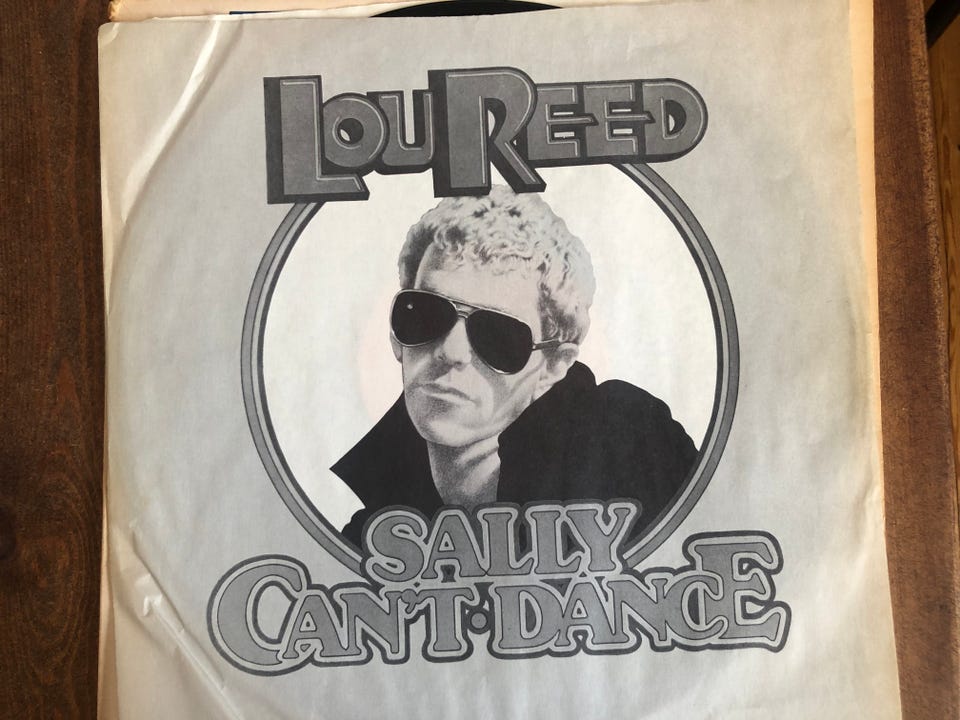 LOU REED
SALLY
CAN'T · DANCE